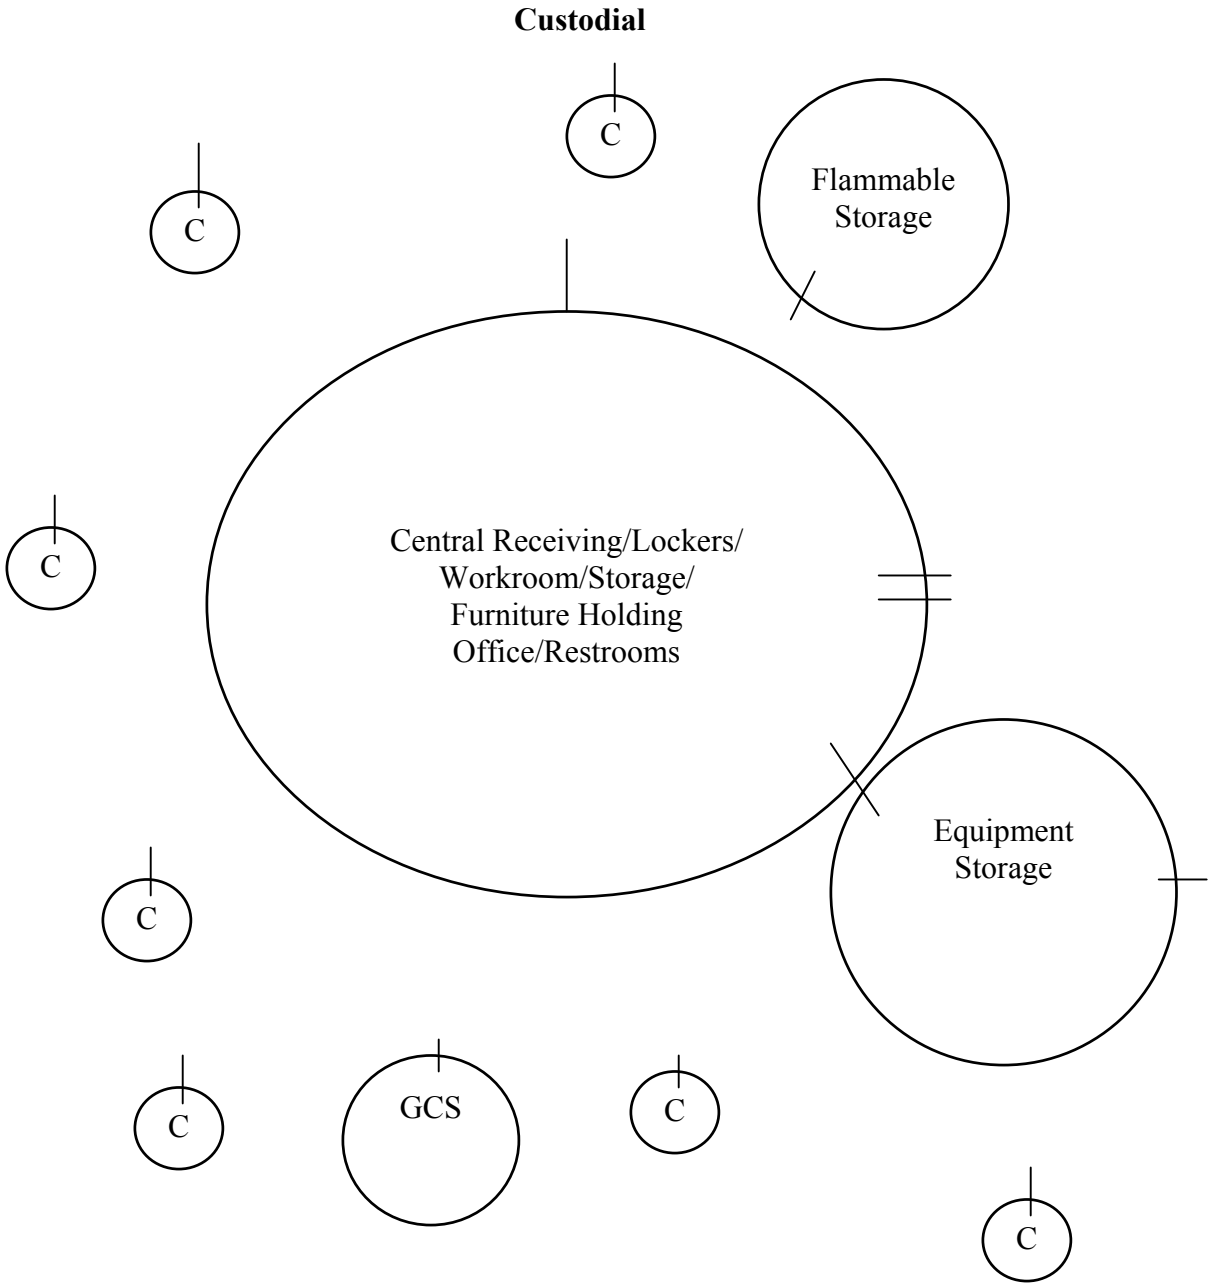 Custodial
C
Flammable
Storage
C
Central Receiving/Lockers/
Workroom/Storage/
Furniture Holding
Office/Restrooms
C
Equipment
Storage
C
GCS
C
C
C